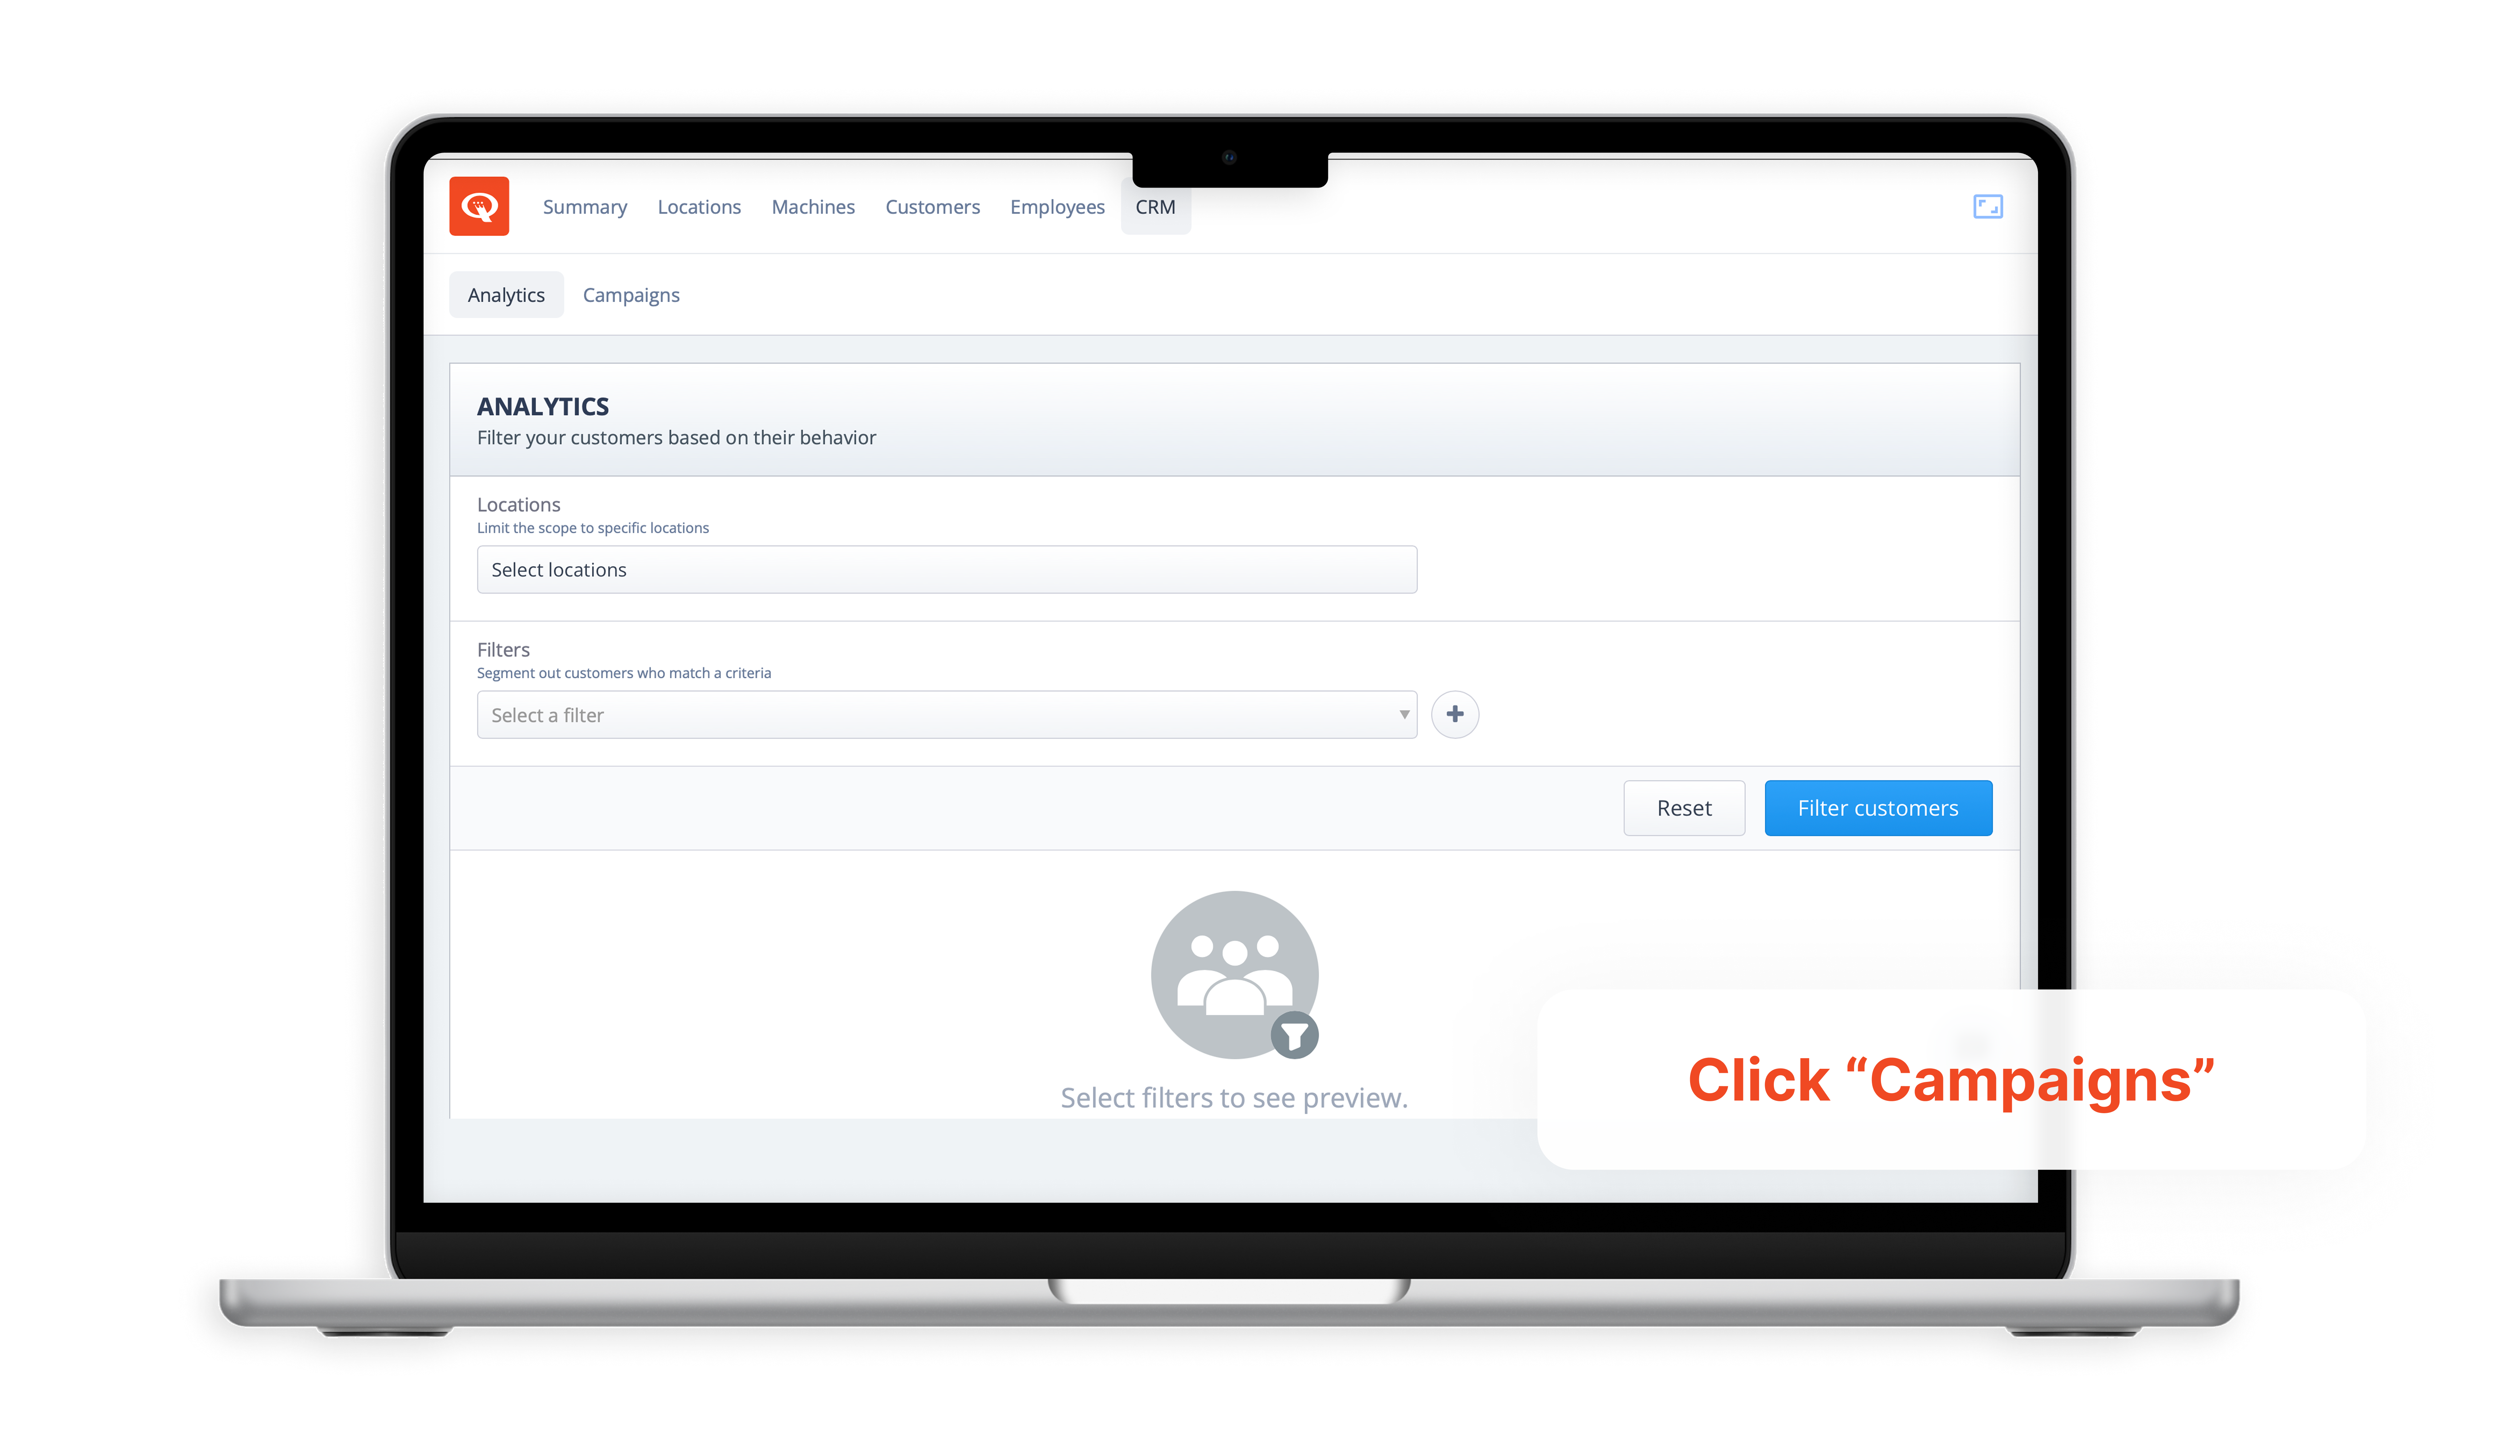 Summary Locations Machines Customers Employees CRM
Analytics Campaigns
ANALYTICS
Filter your customers based on their behavior
Locations
Limit the scope to specific locations
Select locations
Filters
Segment out customers who match a criteria
Select a filter
Reset Filter customers
Select filters to see preview.
Click “Campaigns”